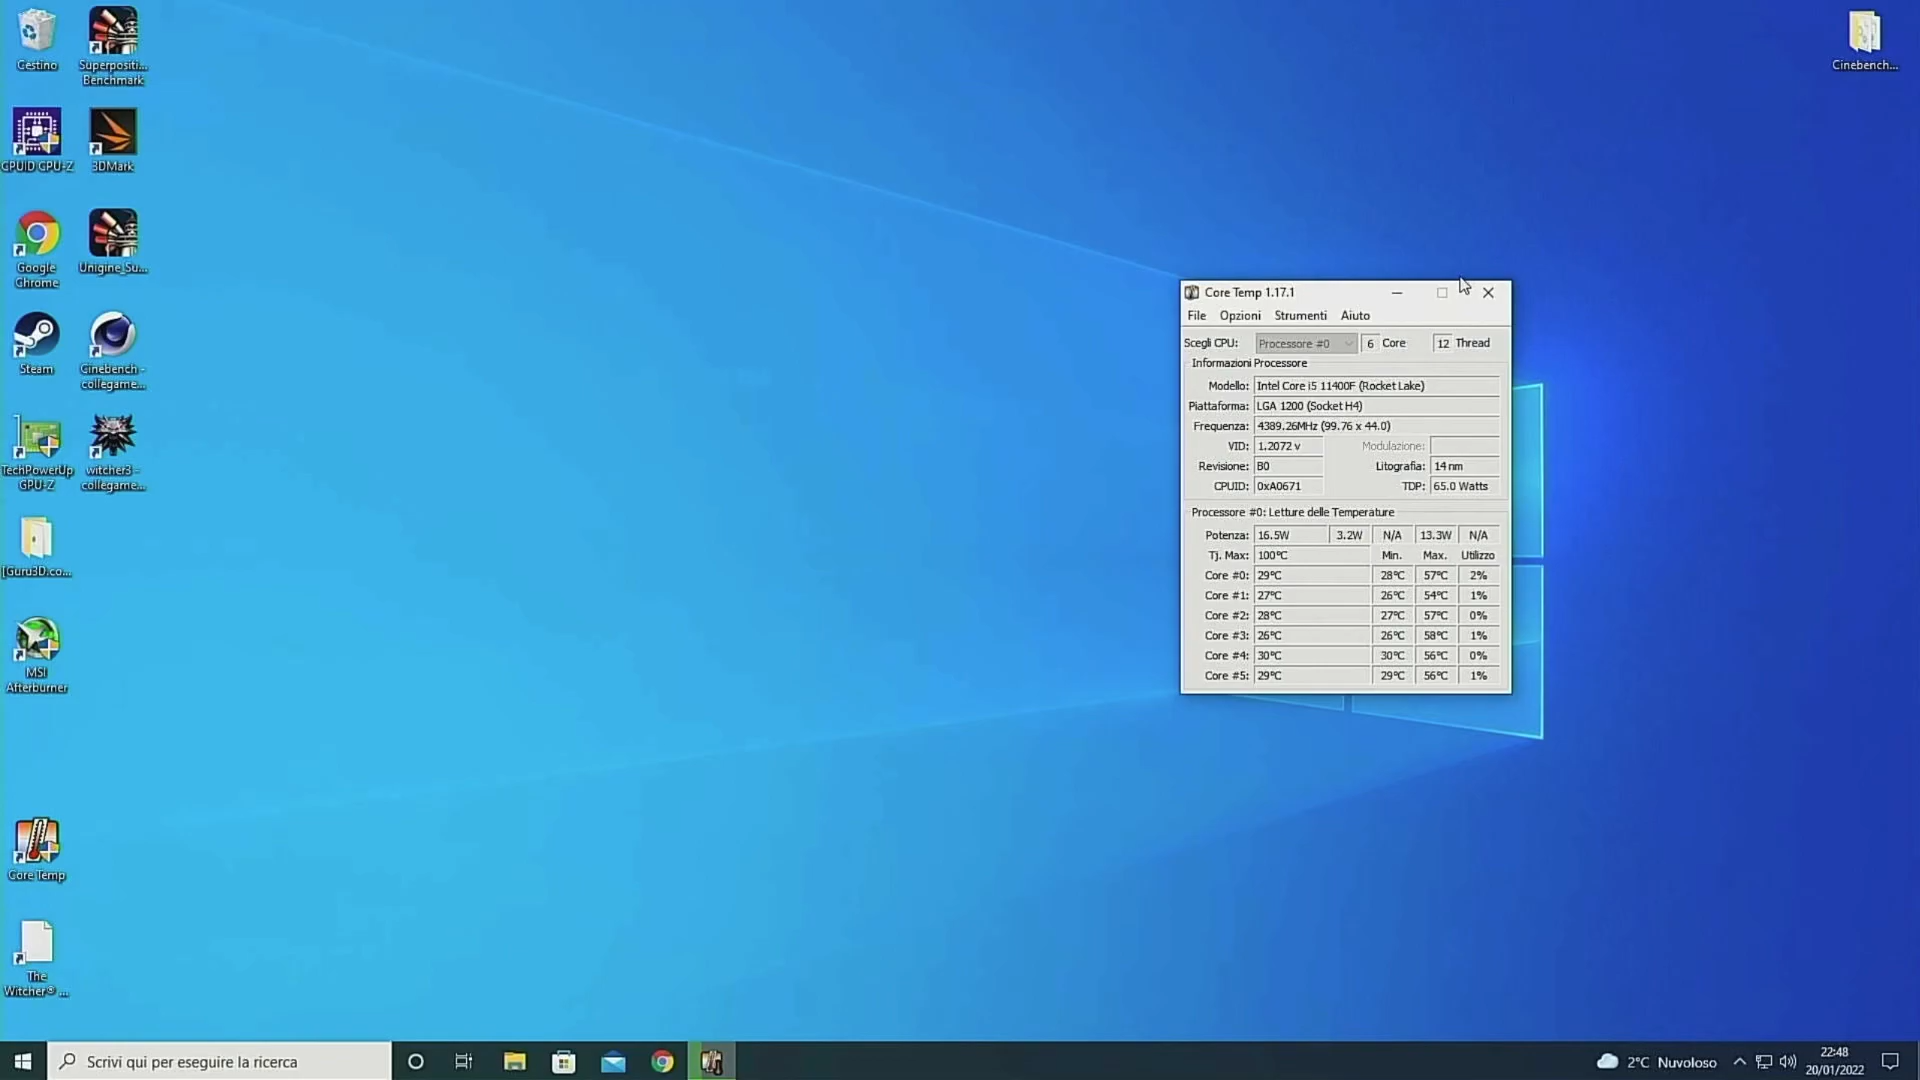 Cestino
Superpositi...
Benchmark
CPUID CPU-Z
3DMark
Google
Chrome
Unigine_Su...
Steam
Cinebench -
collegame...
TechPowerUp
GPU-Z
witcher3 -
collegame...
[Guru3D.co...
MSI
Afterburner
Core Temp
The
Witcher® ...
Cinebench...
Core Temp 1.17.1
File Opzioni Strumenti Aiuto
Scegli CPU: Processore #0 6 Core 12 Thread
Informazioni Processore
Modello: Intel Core i5 11400F (Rocket Lake)
Piattaforma: LGA 1200 (Socket H4)
Frequenza: 4389.26MHz (99.76 x 44.0)
VID: 1.2072 v Modulazione:
Revisione: B0 Litografia: 14 nm
CPUID: 0xA0671 TDP: 65.0 Watts
Processore #0: Letture delle Temperature
Potenza: 16.5W 3.2W N/A 13.3W N/A
Tj. Max: 100°C Min. Max. Utilizzo
Core #0: 29°C 28°C 57°C 2%
Core #1: 27°C 26°C 54°C 1%
Core #2: 28°C 27°C 57°C 0%
Core #3: 26°C 26°C 58°C 1%
Core #4: 30°C 30°C 56°C 0%
Core #5: 29°C 29°C 56°C 1%
Scrivi qui per eseguire la ricerca
2°C Nuvoloso
22:48
20/01/2022